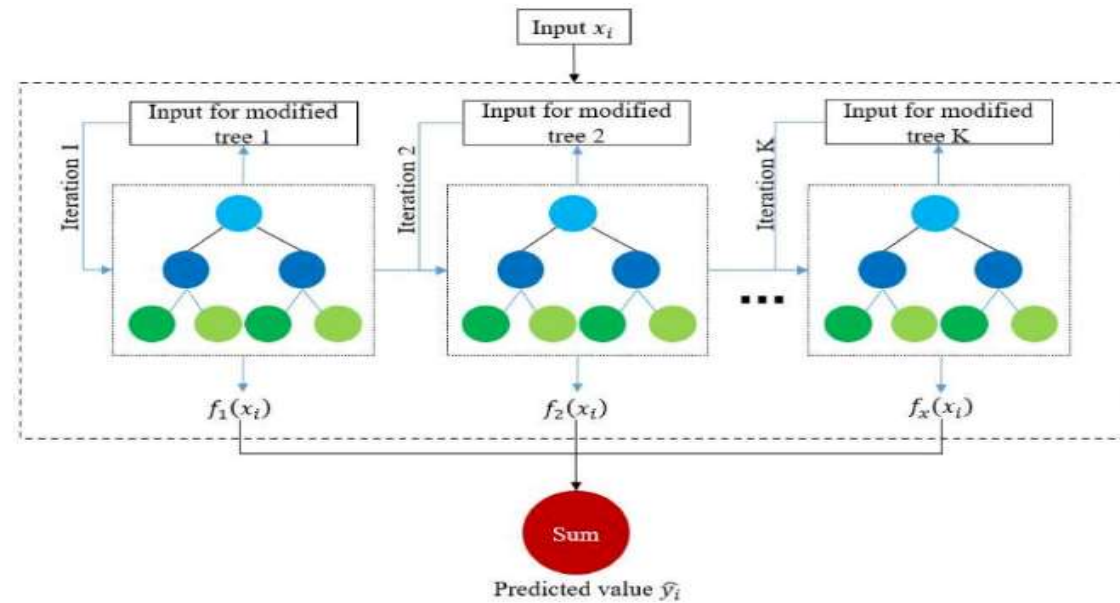 Input xᵢ
Input for modified
tree 1
Input for modified
tree 2
Input for modified
tree K
Iteration 1
Iteration 2
Iteration K
...
f₁(xᵢ)
f₂(xᵢ)
fₓ(xᵢ)
Sum
Predicted value ŷᵢ